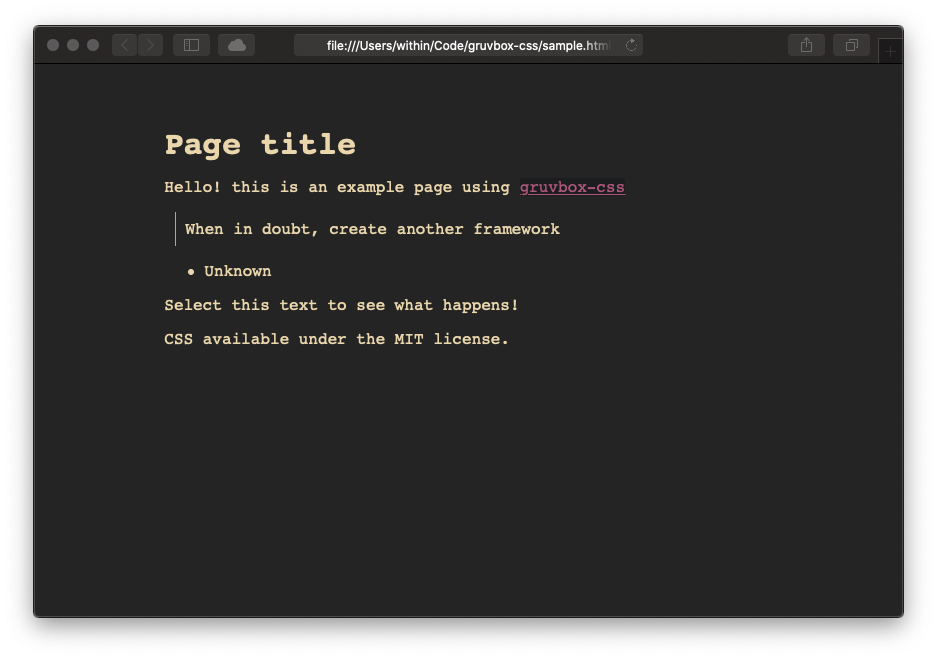 file:///Users/within/Code/gruvbox-css/sample.html
Page title
Hello! this is an example page using gruvbox-css
When in doubt, create another framework
• Unknown
Select this text to see what happens!
CSS available under the MIT license.